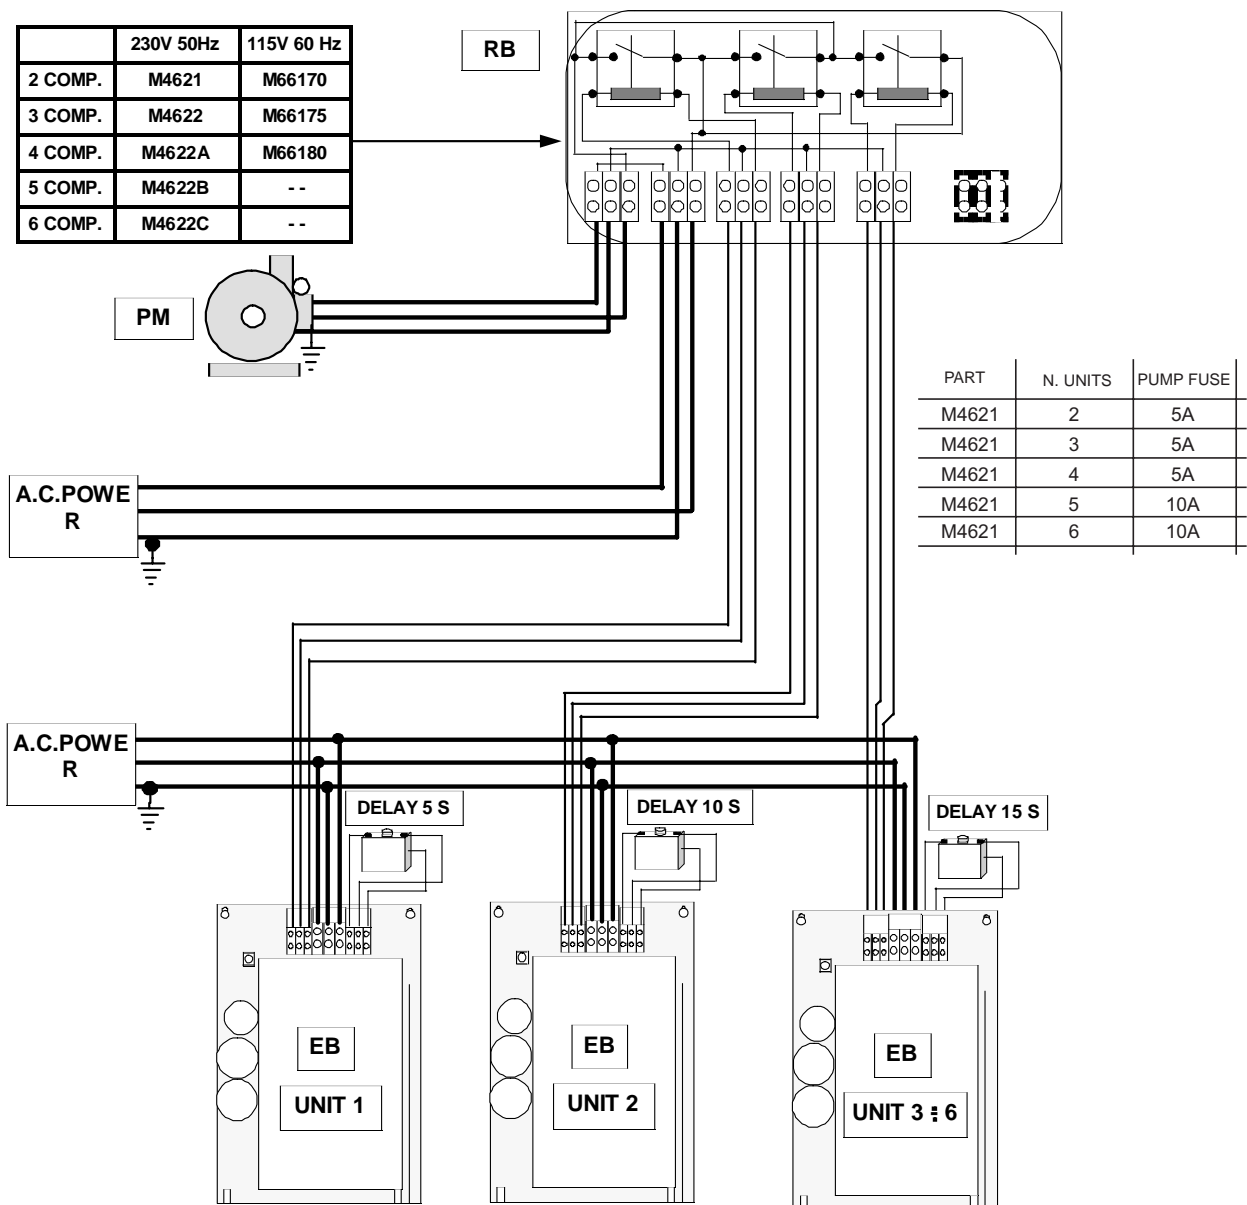 230V 50Hz 115V 60 Hz
2 COMP. M4621 M66170
3 COMP. M4622 M66175
4 COMP. M4622A M66180
5 COMP. M4622B - -
6 COMP. M4622C - -
RB
PM
PART N. UNITS PUMP FUSE
M4621 2 5A
M4621 3 5A
M4621 4 5A
M4621 5 10A
M4621 6 10A
A.C.POWE
R
A.C.POWE
R
DELAY 5 S
DELAY 10 S
DELAY 15 S
EB
UNIT 1
EB
UNIT 2
EB
UNIT 3 ⁞ 6